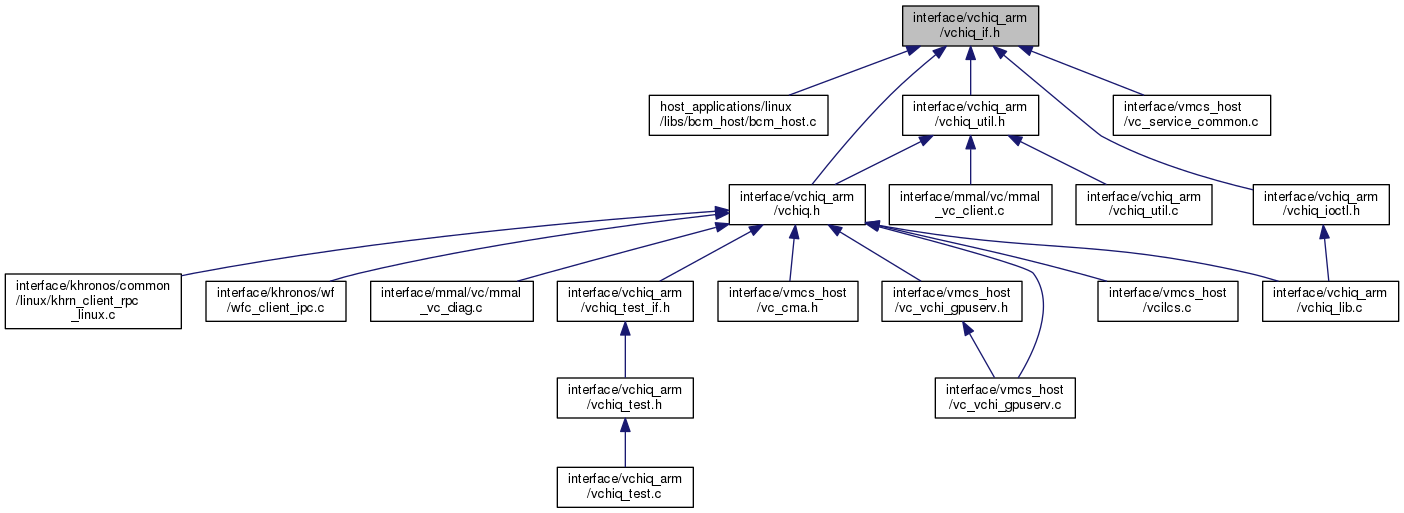 interface/vchiq_arm
/vchiq_if.h
host_applications/linux
/libs/bcm_host/bcm_host.c
interface/vchiq_arm
/vchiq_util.h
interface/vmcs_host
/vc_service_common.c
interface/vchiq_arm
/vchiq.h
interface/mmal/vc/mmal
_vc_client.c
interface/vchiq_arm
/vchiq_util.c
interface/vchiq_arm
/vchiq_ioctl.h
interface/khronos/common
/linux/khrn_client_rpc
_linux.c
interface/khronos/wf
/wfc_client_ipc.c
interface/mmal/vc/mmal
_vc_diag.c
interface/vchiq_arm
/vchiq_test_if.h
interface/vmcs_host
/vc_cma.h
interface/vmcs_host
/vc_vchi_gpuserv.h
interface/vmcs_host
/vcilcs.c
interface/vchiq_arm
/vchiq_lib.c
interface/vchiq_arm
/vchiq_test.h
interface/vmcs_host
/vc_vchi_gpuserv.c
interface/vchiq_arm
/vchiq_test.c